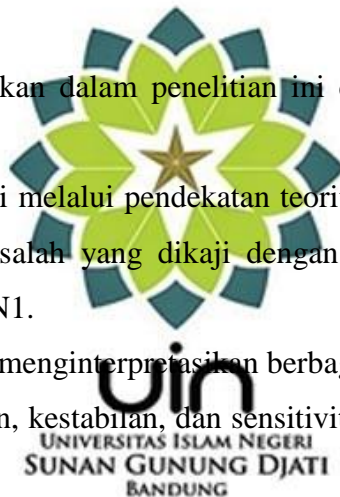 kan dalam penelitian ini
i melalui pendekatan teori
salah yang dikaji dengan
N1.
menginterpretasikan berbag
n, kestabilan, dan sensitivit
uin
UNIVERSITAS ISLAM NEGERI
SUNAN GUNUNG DJATI
BANDUNG